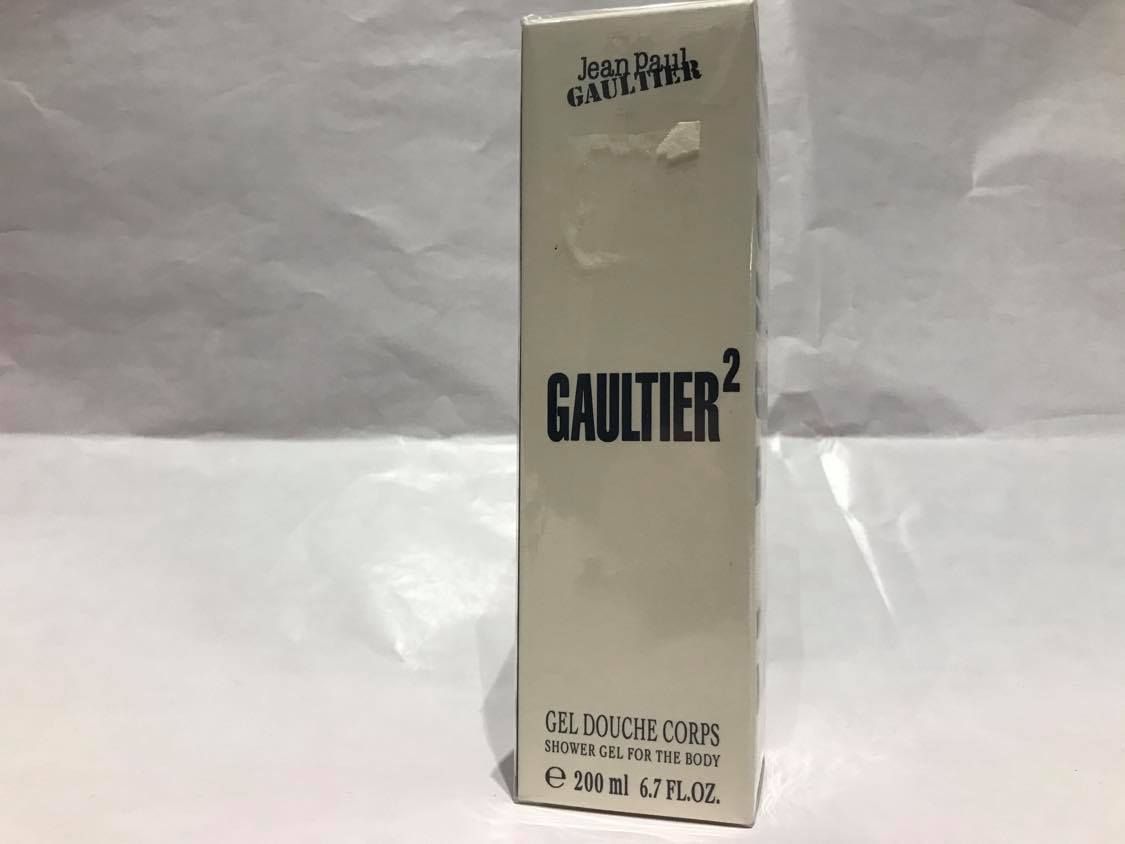 Jean Paul
GAULTIER
GAULTIER²
GEL DOUCHE CORPS
SHOWER GEL FOR THE BODY
℮ 200 ml 6.7 FL.OZ.